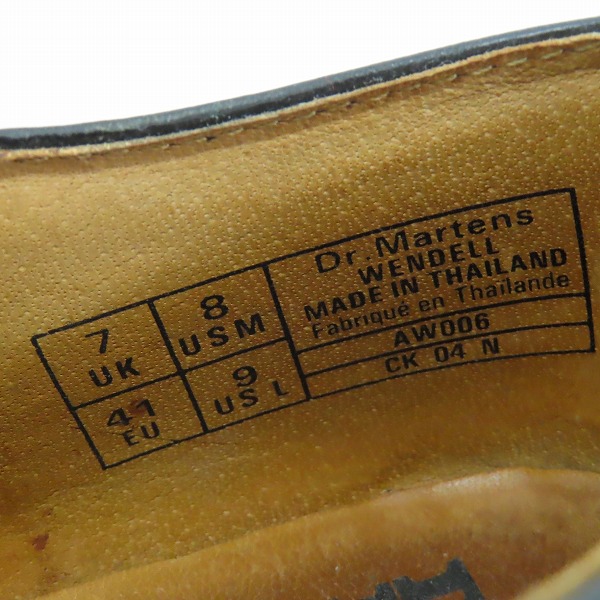 7
UK
8
USM
41
EU
9
US L
Dr.Martens
WENDELL
MADE IN THAILAND
Fabriqué en Thaïlande
AW006
CK 04 N